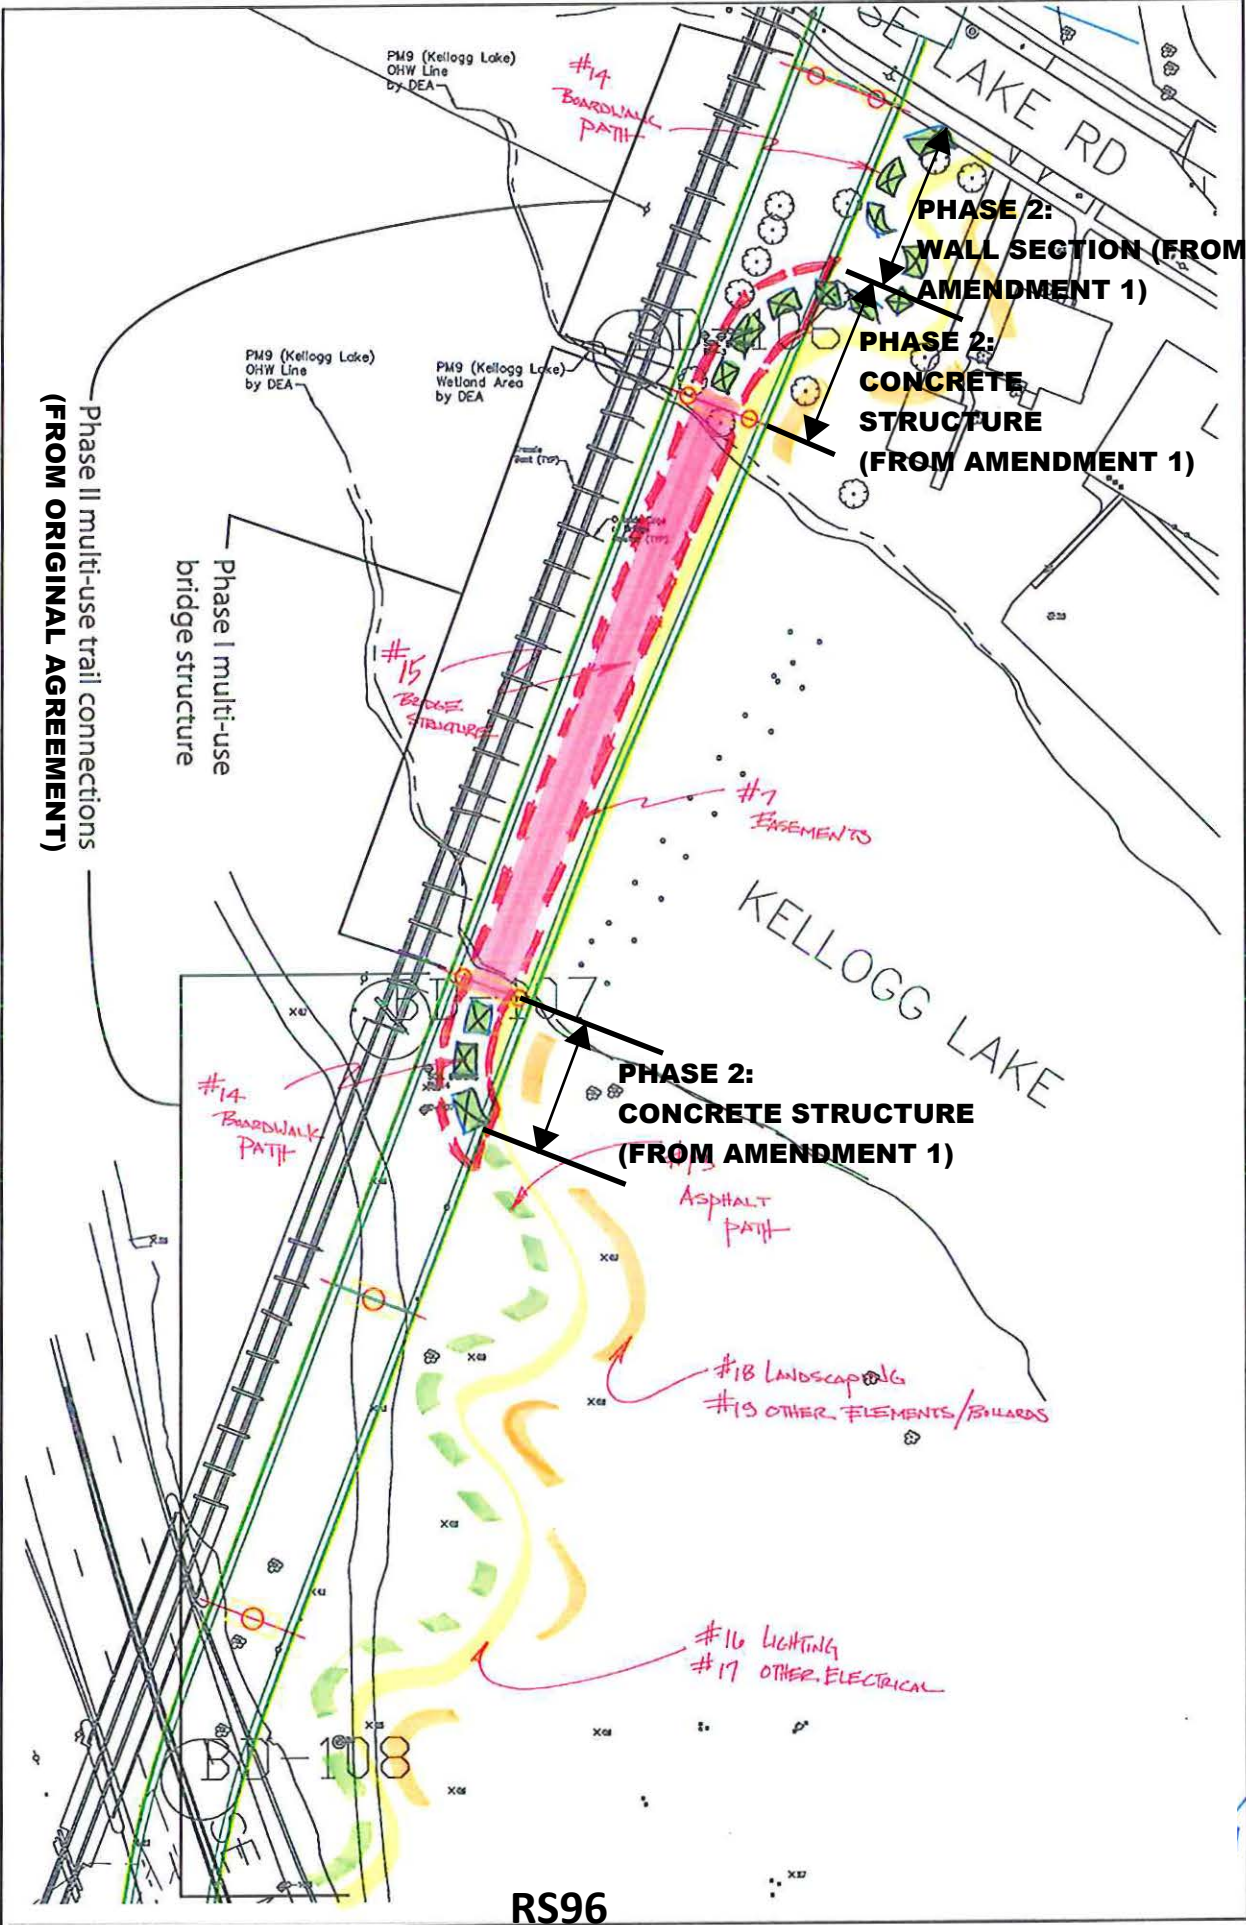 PM9 (Kellogg Lake)
OHW Line
by DEA
#14
BOARDWALK
PATH
LAKE RD
PHASE 2:
WALL SECTION (FROM
AMENDMENT 1)
PHASE 2:
CONCRETE
STRUCTURE
(FROM AMENDMENT 1)
PM9 (Kellogg Lake)
OHW Line
by DEA
PM9 (Kellogg Lake)
Wetland Area
by DEA
Phase II multi-use trail connections
(FROM ORIGINAL AGREEMENT)
Phase I multi-use
bridge structure
#15
BRIDGE
STRUCTURE
#7
EASEMENTS
KELLOGG LAKE
PHASE 2:
CONCRETE STRUCTURE
(FROM AMENDMENT 1)
#14
BOARDWALK
PATH
ASPHALT
PATH
#18 LANDSCAPING
#19 OTHER ELEMENTS/BOLLARDS
#16 LIGHTING
#17 OTHER ELECTRICAL
BD-108
SE
RS96